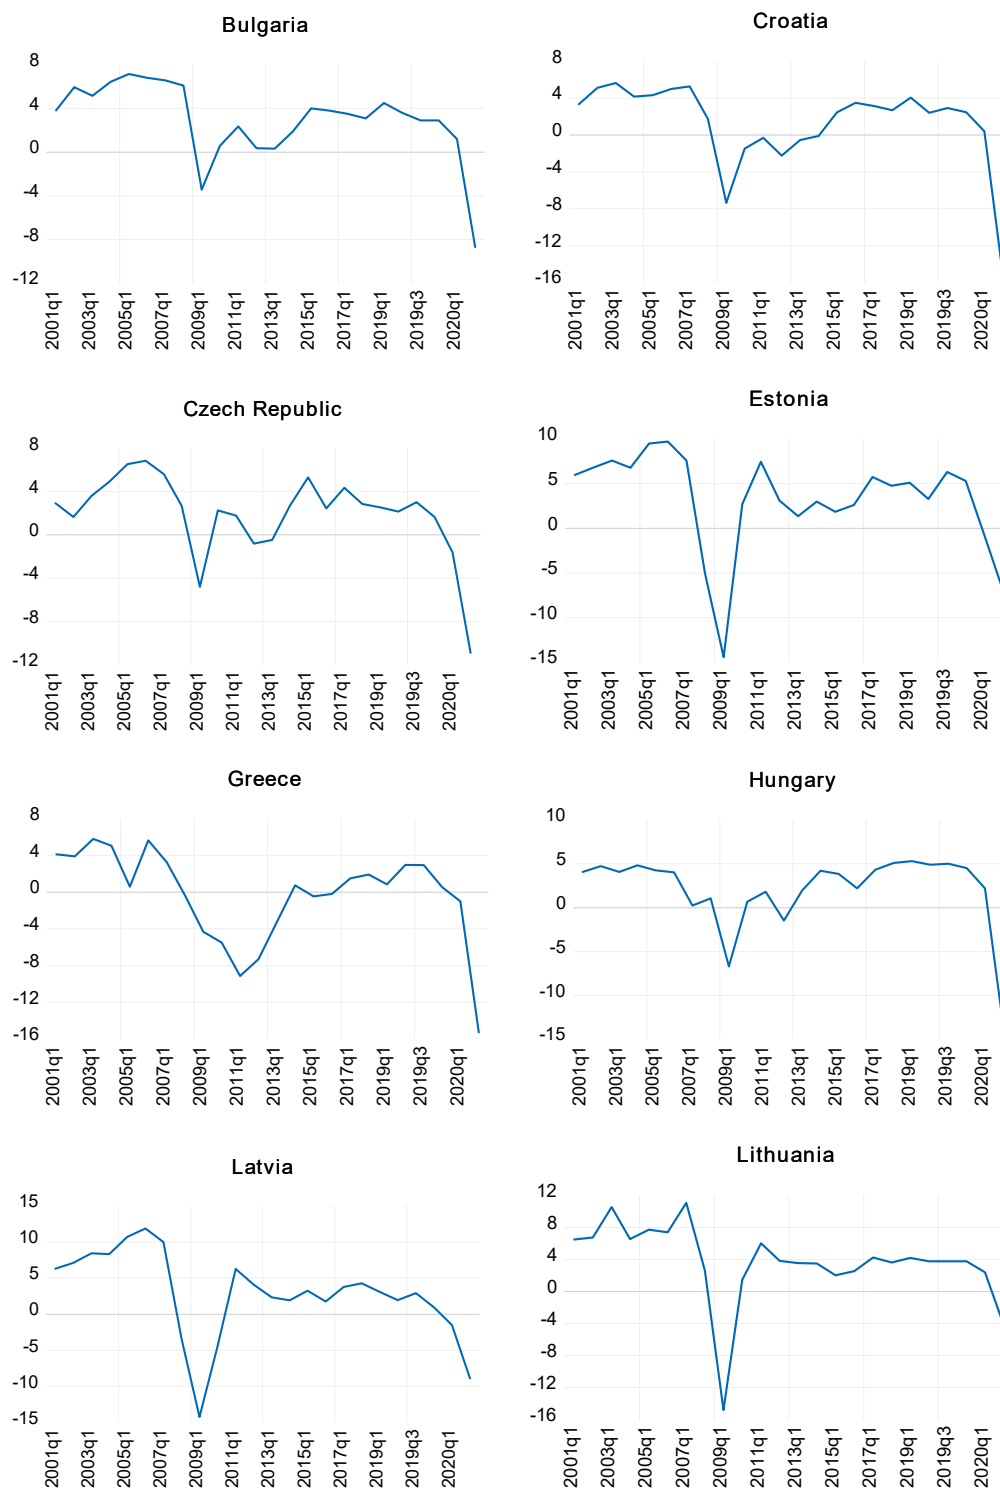 Bulgaria
8
4
0
-4
-8
-12
2001q1
2003q1
2005q1
2007q1
2009q1
2011q1
2013q1
2015q1
2017q1
2019q1
2019q3
2020q1
Croatia
8
4
0
-4
-8
-12
-16
2001q1
2003q1
2005q1
2007q1
2009q1
2011q1
2013q1
2015q1
2017q1
2019q1
2019q3
2020q1
Czech Republic
8
4
0
-4
-8
-12
2001q1
2003q1
2005q1
2007q1
2009q1
2011q1
2013q1
2015q1
2017q1
2019q1
2019q3
2020q1
Estonia
10
5
0
-5
-10
-15
2001q1
2003q1
2005q1
2007q1
2009q1
2011q1
2013q1
2015q1
2017q1
2019q1
2019q3
2020q1
Greece
8
4
0
-4
-8
-12
-16
2001q1
2003q1
2005q1
2007q1
2009q1
2011q1
2013q1
2015q1
2017q1
2019q1
2019q3
2020q1
Hungary
10
5
0
-5
-10
-15
2001q1
2003q1
2005q1
2007q1
2009q1
2011q1
2013q1
2015q1
2017q1
2019q1
2019q3
2020q1
Latvia
15
10
5
0
-5
-10
-15
2001q1
2003q1
2005q1
2007q1
2009q1
2011q1
2013q1
2015q1
2017q1
2019q1
2019q3
2020q1
Lithuania
12
8
4
0
-4
-8
-12
-16
2001q1
2003q1
2005q1
2007q1
2009q1
2011q1
2013q1
2015q1
2017q1
2019q1
2019q3
2020q1